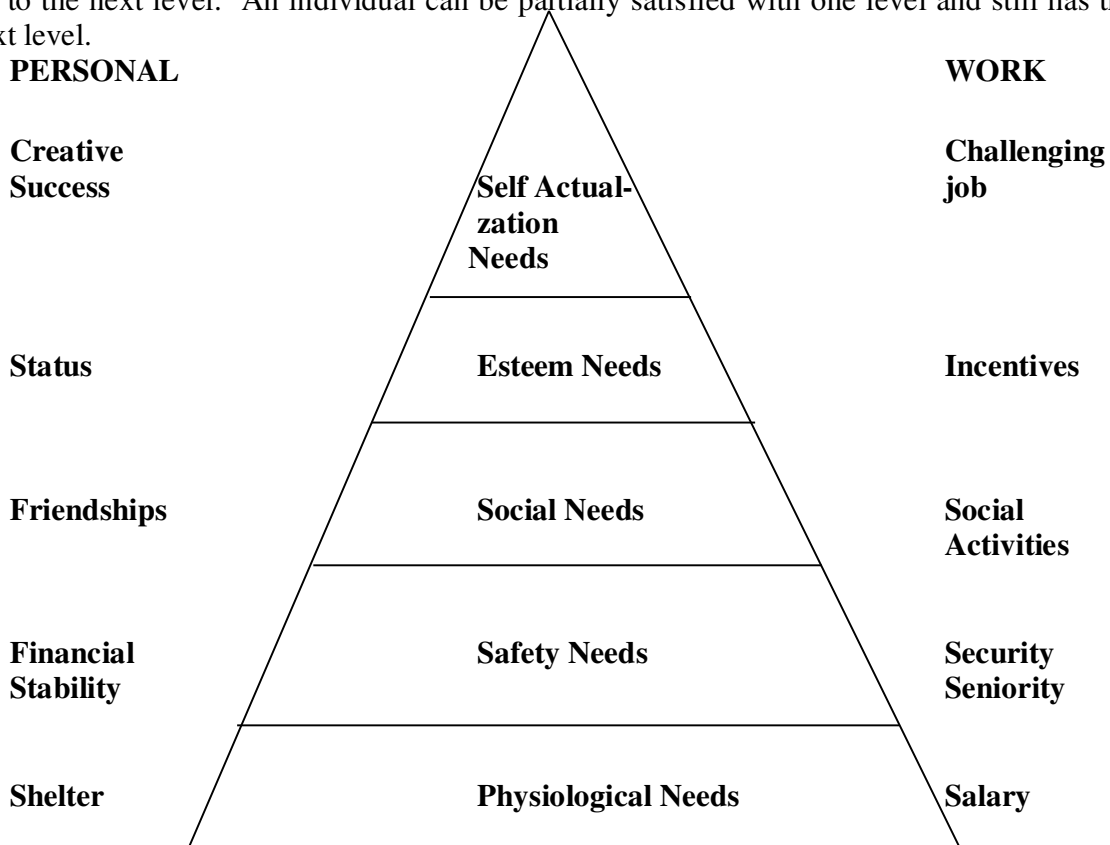 to the next level. An individual can be partially satisfied with one level and still has
xt level.
PERSONAL WORK
Creative Challenging
Success Self Actual- job
zation
Needs
Status Esteem Needs Incentives
Friendships Social Needs Social
Activities
Financial Safety Needs Security
Stability Seniority
Shelter Physiological Needs Salary